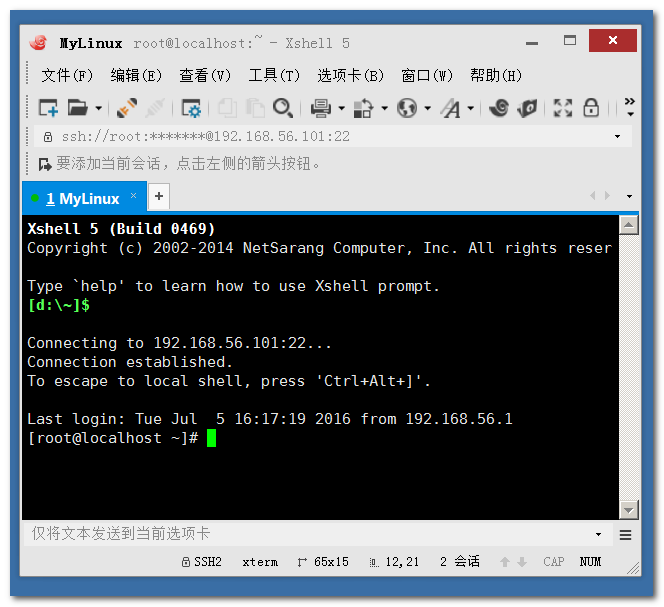 MyLinux root@localhost:~ - Xshell 5
文件(F) 编辑(E) 查看(V) 工具(T) 选项卡(B) 窗口(W) 帮助(H)
ssh://root:*******@192.168.56.101:22
要添加当前会话，点击左侧的箭头按钮。
1 MyLinux × +
Xshell 5 (Build 0469)
Copyright (c) 2002-2014 NetSarang Computer, Inc. All rights reser
Type `help' to learn how to use Xshell prompt.
[d:\~]$
Connecting to 192.168.56.101:22...
Connection established.
To escape to local shell, press 'Ctrl+Alt+]'.
Last login: Tue Jul  5 16:17:19 2016 from 192.168.56.1
[root@localhost ~]#
仅将文本发送到当前选项卡
SSH2 xterm 65x15 12,21 2 会话 CAP NUM